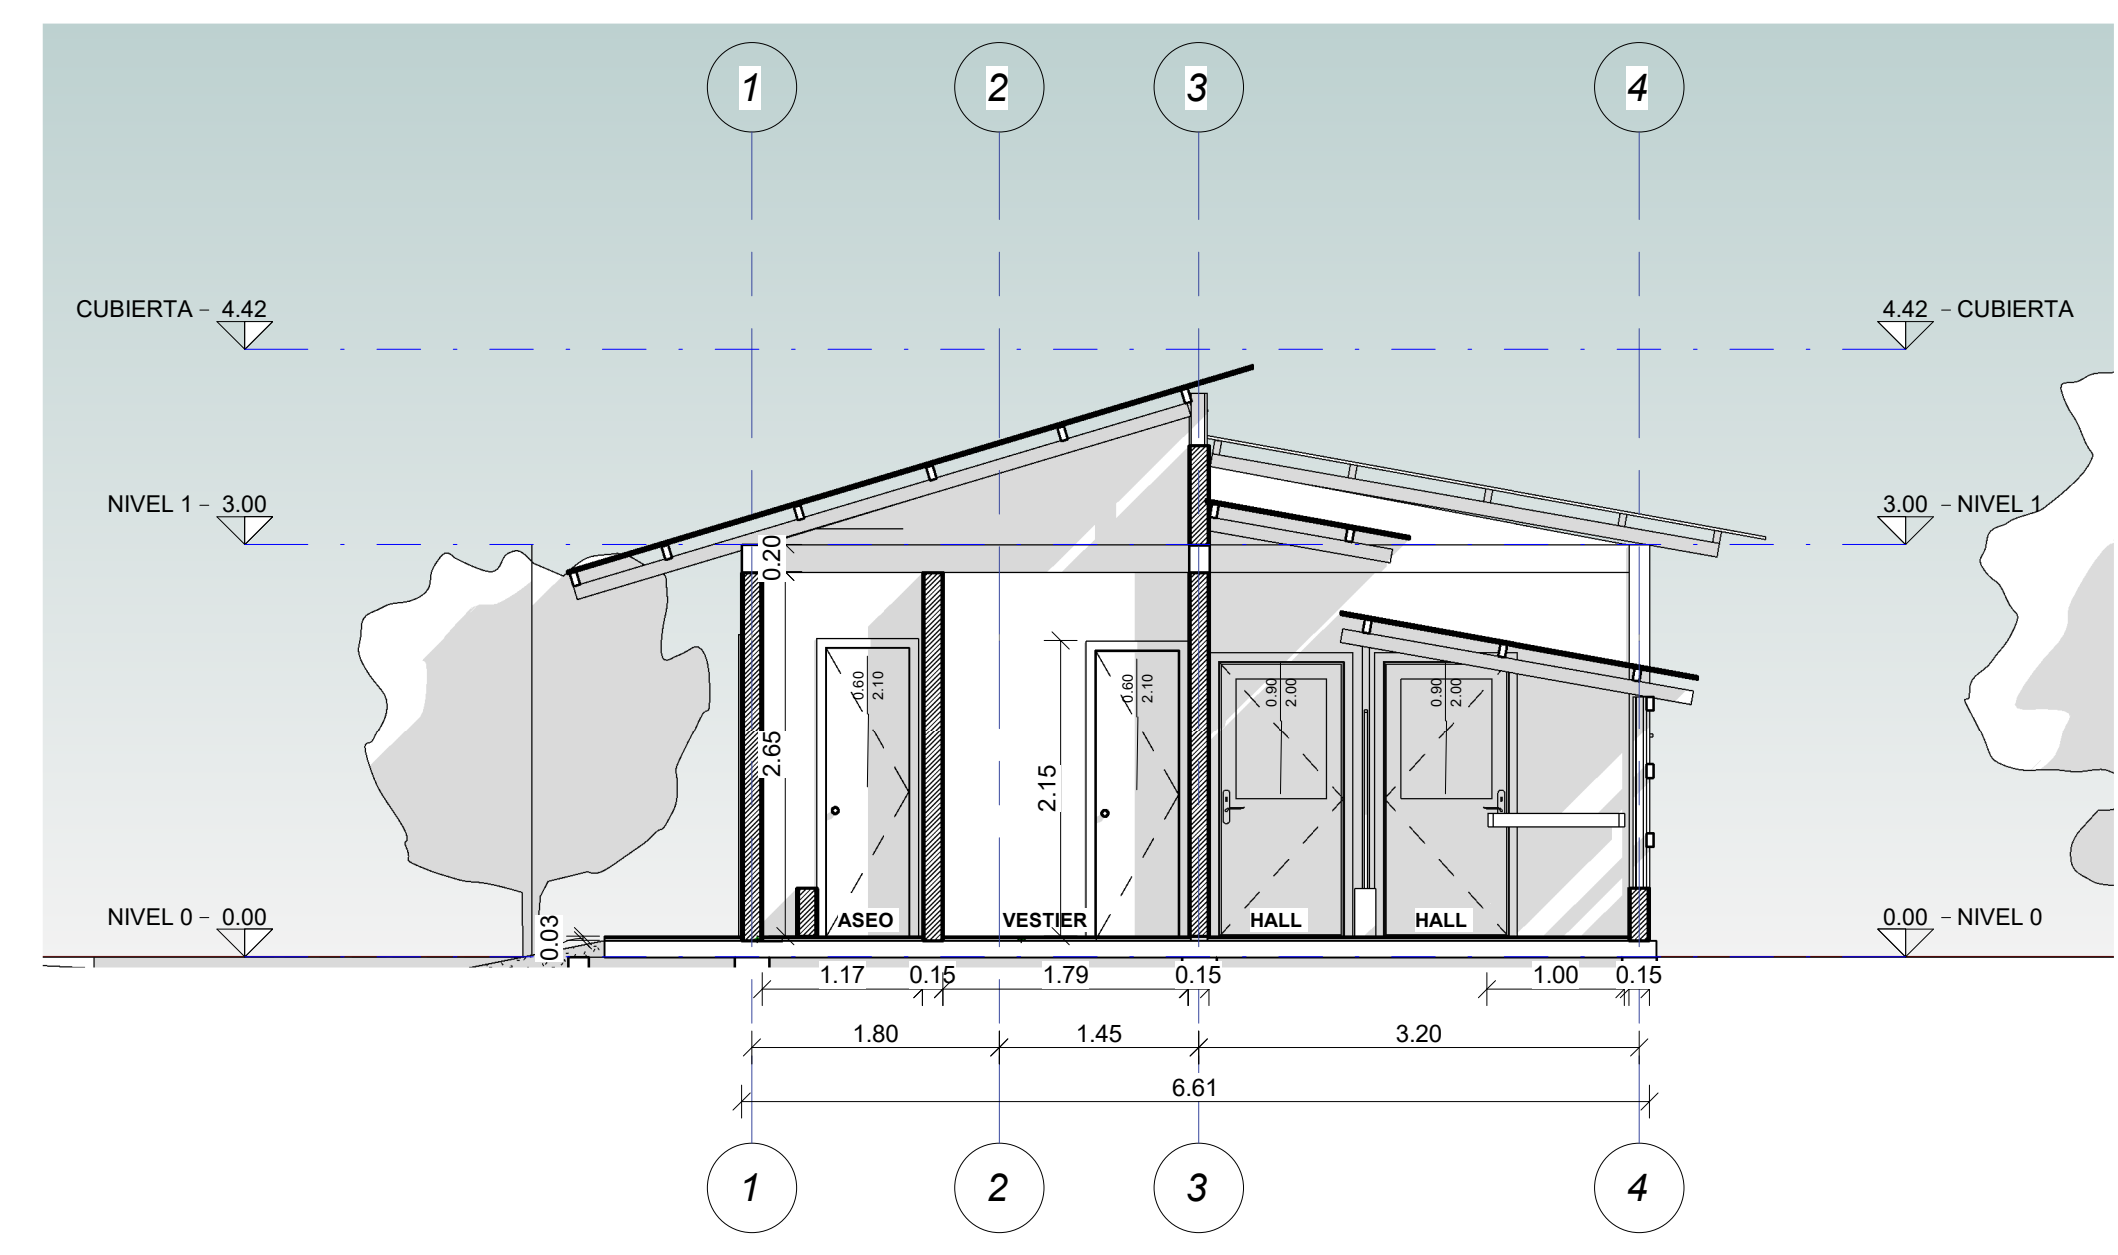 1 2 3 4
CUBIERTA – 4.42
4.42 – CUBIERTA
NIVEL 1 – 3.00
3.00 – NIVEL 1
0.20
2.65
2.15
0.60
2.10
0.60
2.10
0.90
2.00
0.90
2.00
ASEO VESTIER HALL HALL
NIVEL 0 – 0.00
0.00 – NIVEL 0
0.03
1.17 0.15 1.79 0.15 1.00 0.15
1.80 1.45 3.20
6.61
1 2 3 4